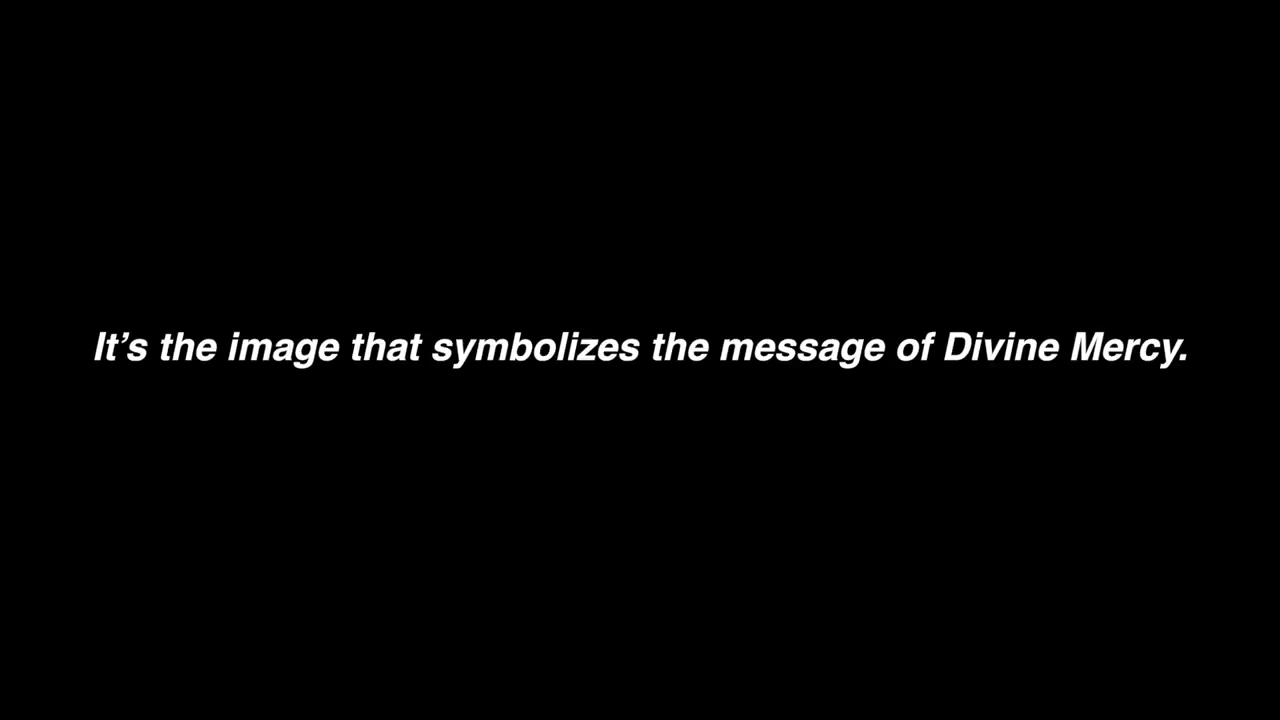 It’s the image that symbolizes the message of Divine Mercy.